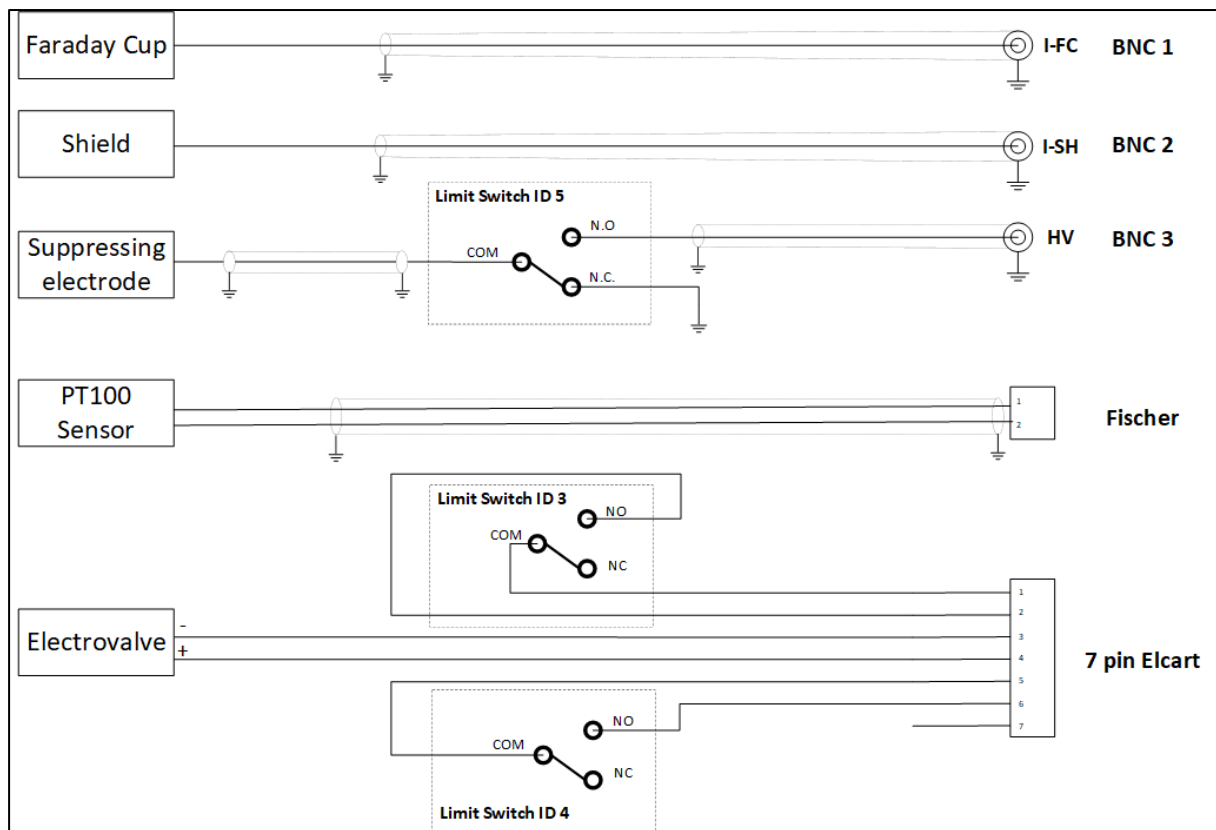 Faraday Cup
I-FC
BNC 1
Shield
I-SH
BNC 2
Limit Switch ID 5
N.O
Suppressing
electrode
COM
N.C.
HV
BNC 3
PT100
Sensor
1
2
Fischer
Limit Switch ID 3
NO
COM
NC
Electrovalve
-
+
1
2
3
4
5
6
7
7 pin Elcart
NO
COM
NC
Limit Switch ID 4